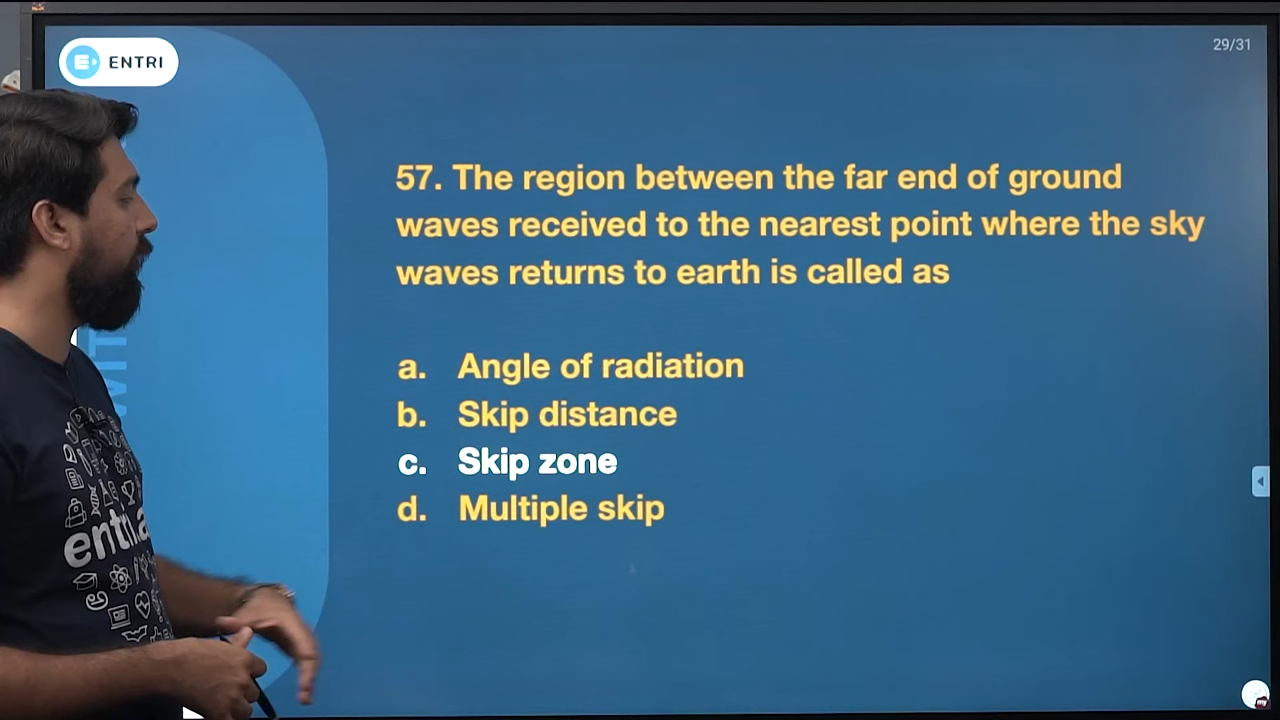 ENTRI
29/31
57. The region between the far end of ground
waves received to the nearest point where the sky
waves returns to earth is called as
a. Angle of radiation
b. Skip distance
c. Skip zone
d. Multiple skip